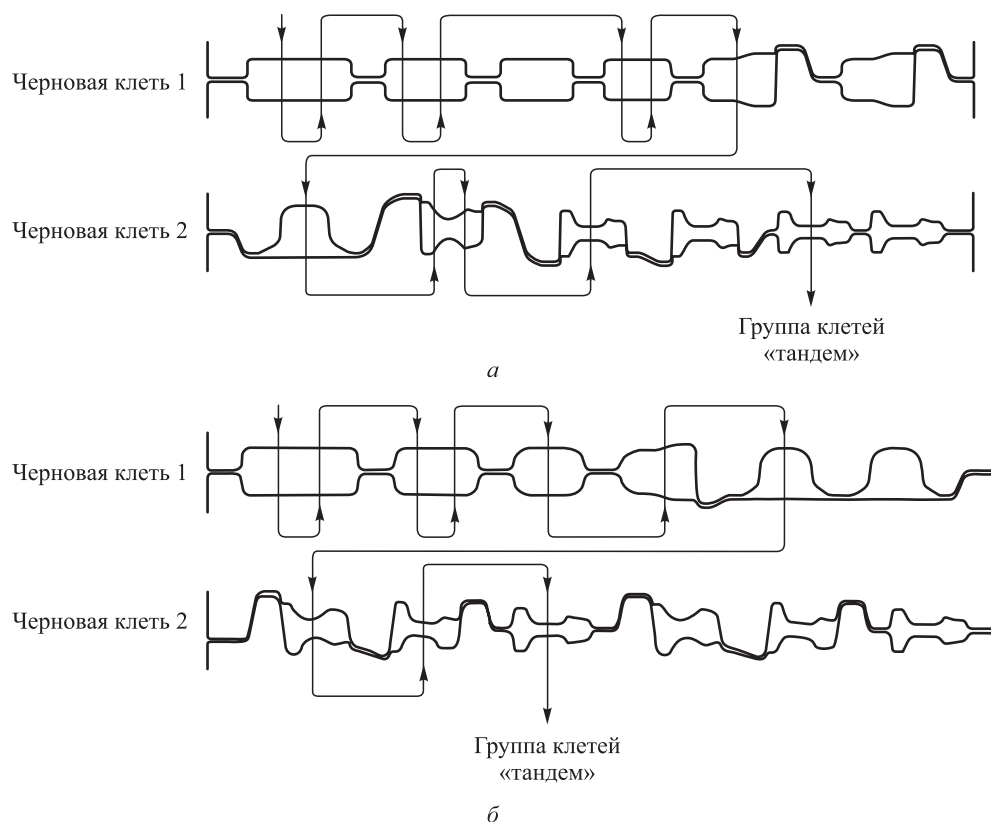 Черновая клеть 1
Черновая клеть 2
Группа клетей
«тандем»
а
Черновая клеть 1
Черновая клеть 2
Группа клетей
«тандем»
б